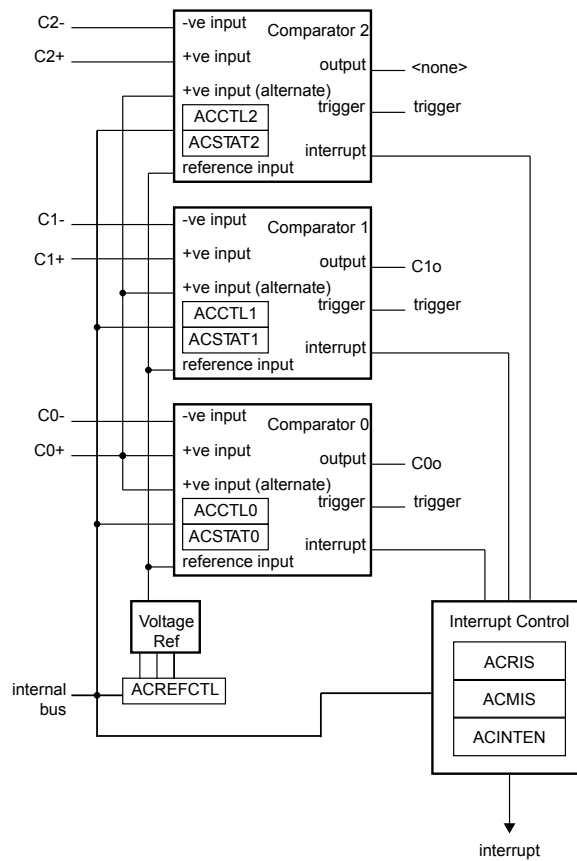 C2-
-ve input
Comparator 2
C2+
+ve input
output
<none>
+ve input (alternate)
trigger
trigger
ACCTL2
ACSTAT2
interrupt
reference input
C1-
-ve input
Comparator 1
C1+
+ve input
output
C1o
+ve input (alternate)
trigger
trigger
ACCTL1
ACSTAT1
interrupt
reference input
C0-
-ve input
Comparator 0
C0+
+ve input
output
C0o
+ve input (alternate)
trigger
trigger
ACCTL0
ACSTAT0
interrupt
reference input
Voltage
Ref
Interrupt Control
ACRIS
ACMIS
ACINTEN
internal
bus
ACREFCTL
interrupt